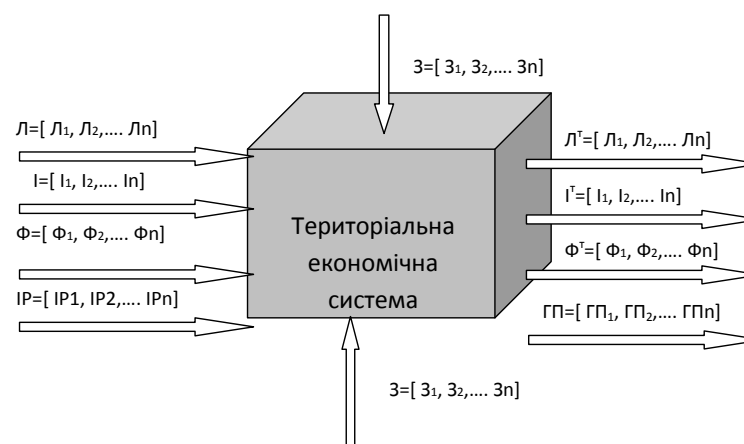 З=[ З₁, З₂,.... Зn]
Л=[ Л₁, Л₂,.... Лn]
І=[ І₁, І₂,.... Іn]
Ф=[ Ф₁, Ф₂,.... Фn]
ІР=[ ІР1, ІР2,.... ІРn]
Територіальна
економічна
система
Лᵀ=[ Л₁, Л₂,.... Лn]
Іᵀ=[ І₁, І₂,.... Іn]
Фᵀ=[ Ф₁, Ф₂,.... Фn]
ГП=[ ГП₁, ГП₂,.... ГПn]
З=[ З₁, З₂,.... Зn]